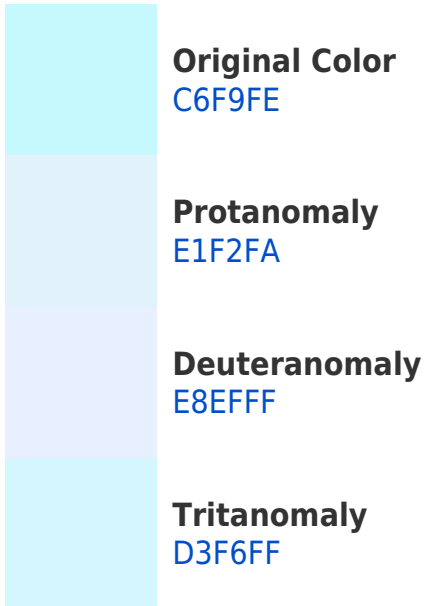 Original Color
C6F9FE
Protanomaly
E1F2FA
Deuteranomaly
E8EFFF
Tritanomaly
D3F6FF